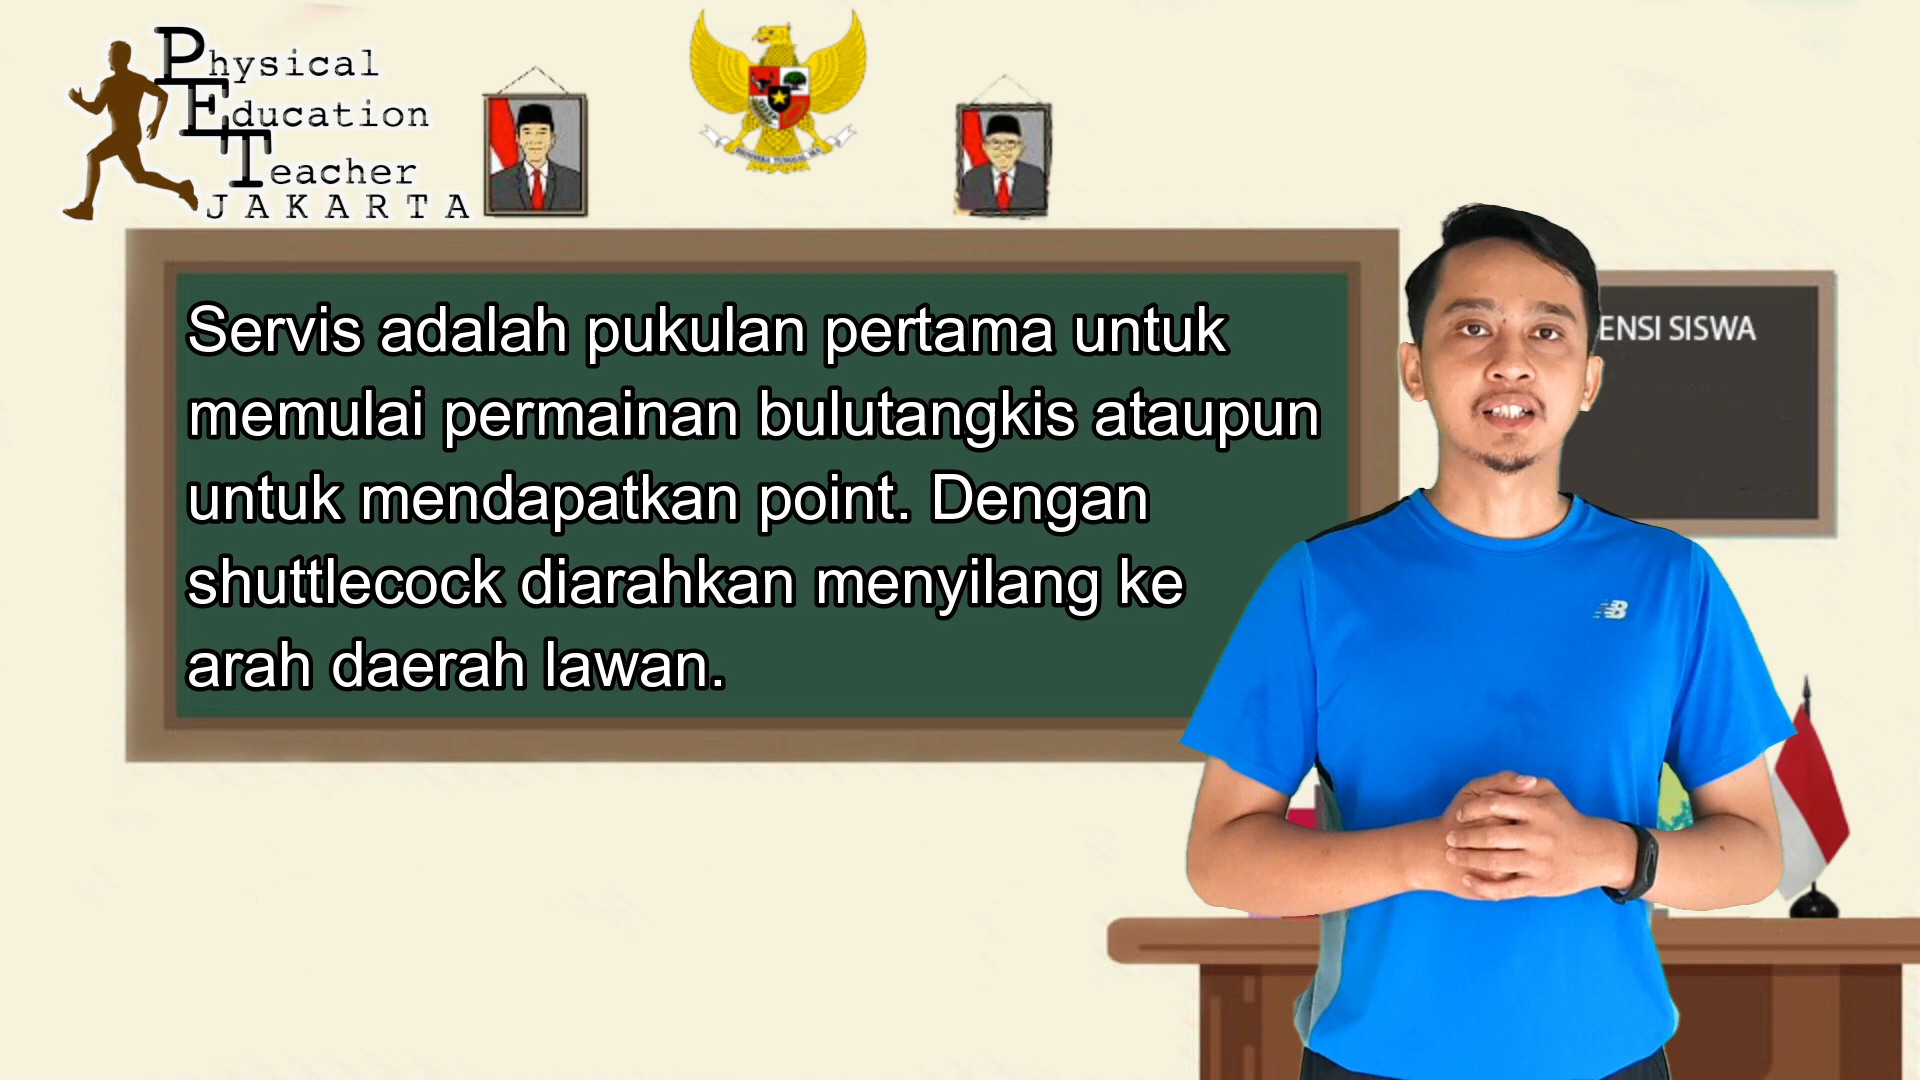 Physical
Education
Teacher
JAKARTA
ENSI SISWA
Servis adalah pukulan pertama untuk
memulai permainan bulutangkis ataupun
untuk mendapatkan point. Dengan
shuttlecock diarahkan menyilang ke
arah daerah lawan.